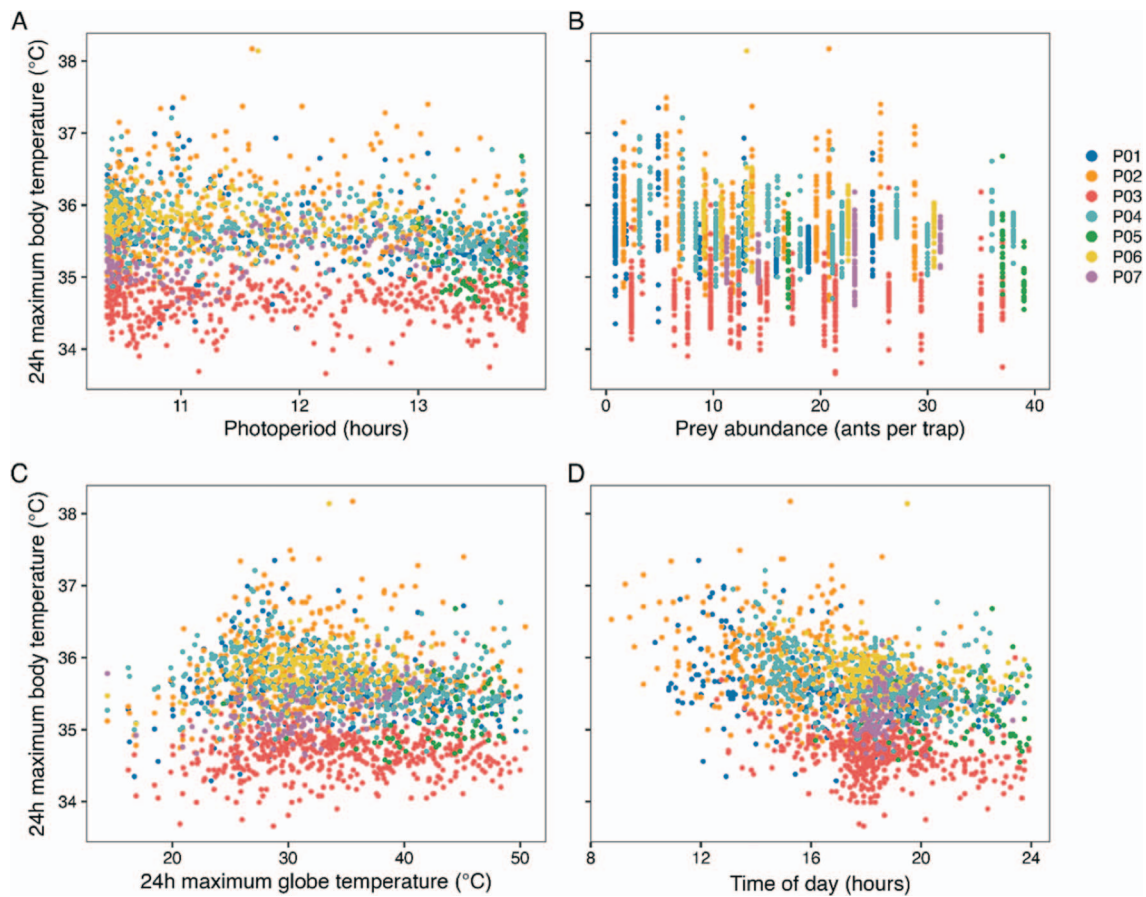 A
24h maximum body temperature (°C)
38
37
36
35
34
11
12
13
Photoperiod (hours)
B
0
10
20
30
40
Prey abundance (ants per trap)
P01
P02
P03
P04
P05
P06
P07
C
24h maximum body temperature (°C)
38
37
36
35
34
20
30
40
50
24h maximum globe temperature (°C)
D
8
12
16
20
24
Time of day (hours)